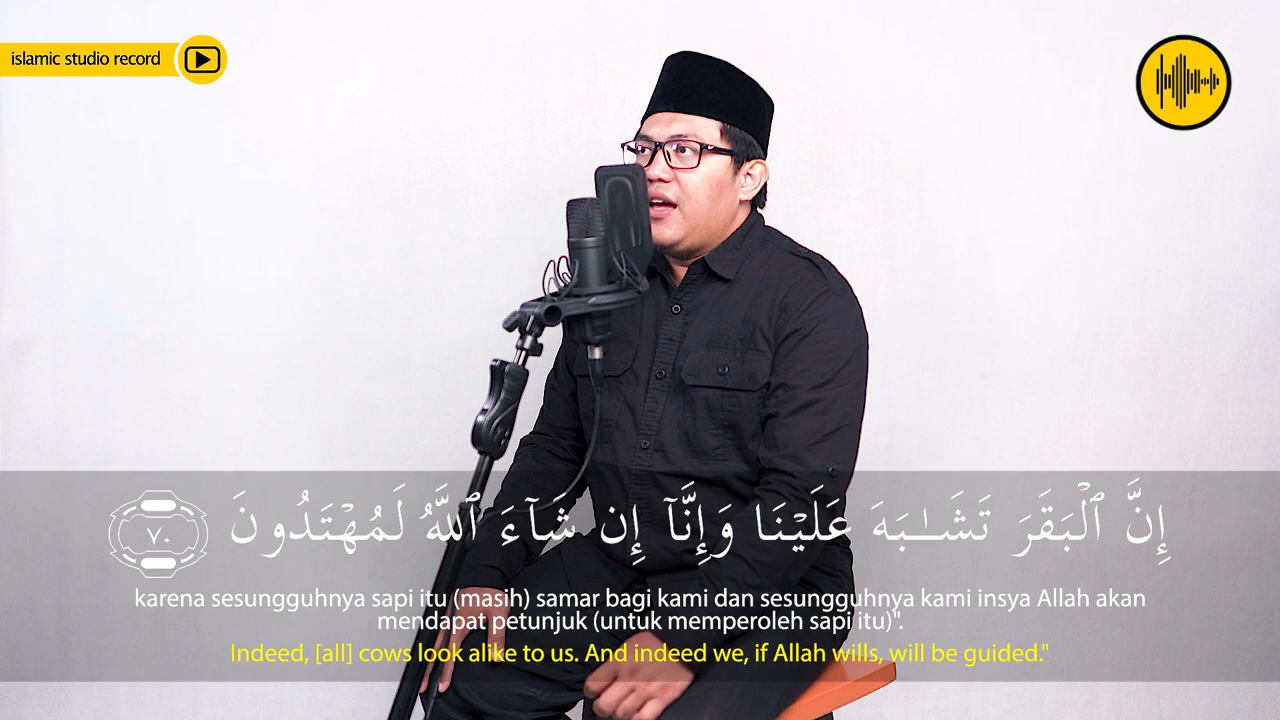 islamic studio record
إِنَّ ٱلْبَقَرَ تَشَـٰبَهَ عَلَيْنَا وَإِنَّآ إِن شَآءَ ٱللَّهُ لَمُهْتَدُونَ ٧٠
karena sesungguhnya sapi itu (masih) samar bagi kami dan sesungguhnya kami insya Allah akan
mendapat petunjuk (untuk memperoleh sapi itu)".
Indeed, [all] cows look alike to us. And indeed we, if Allah wills, will be guided."